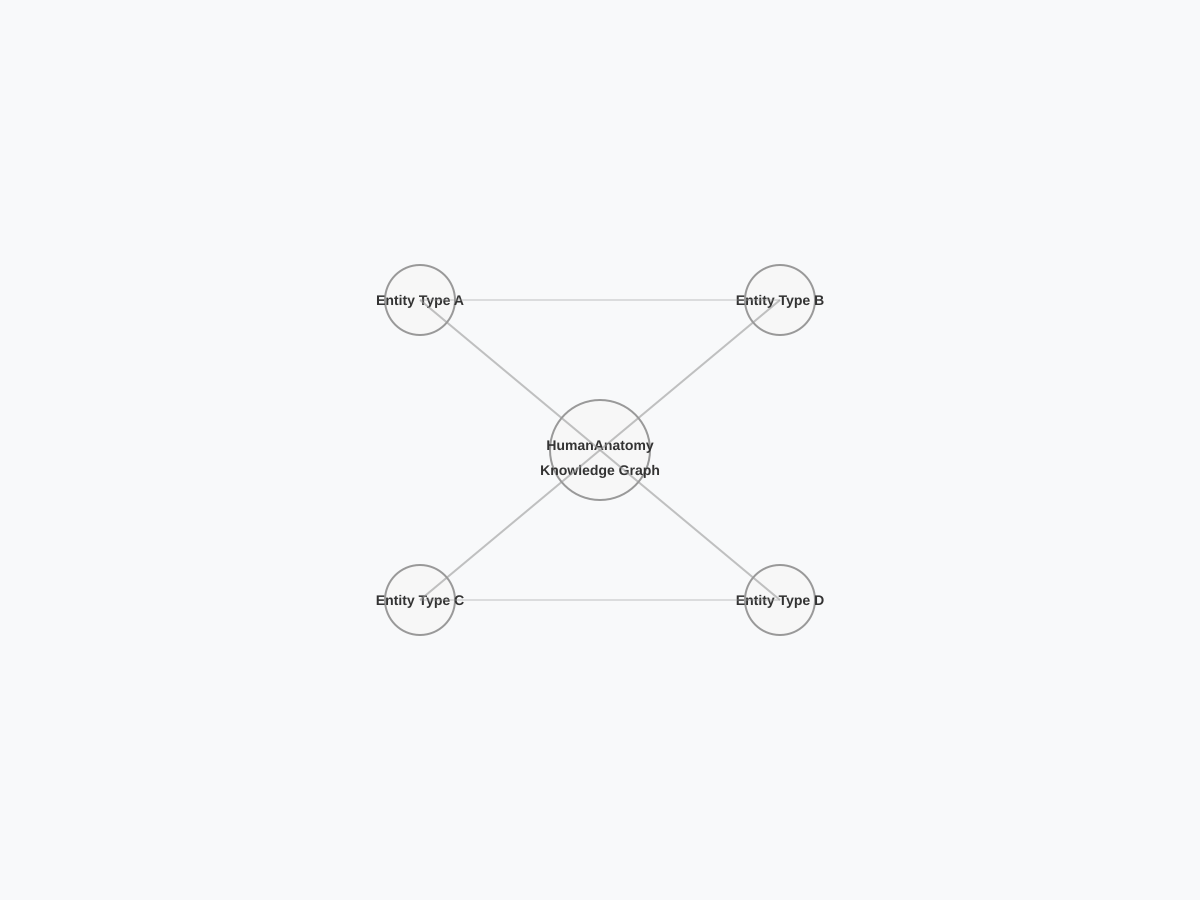 Entity Type A
Entity Type B
HumanAnatomy
Knowledge Graph
Entity Type C
Entity Type D